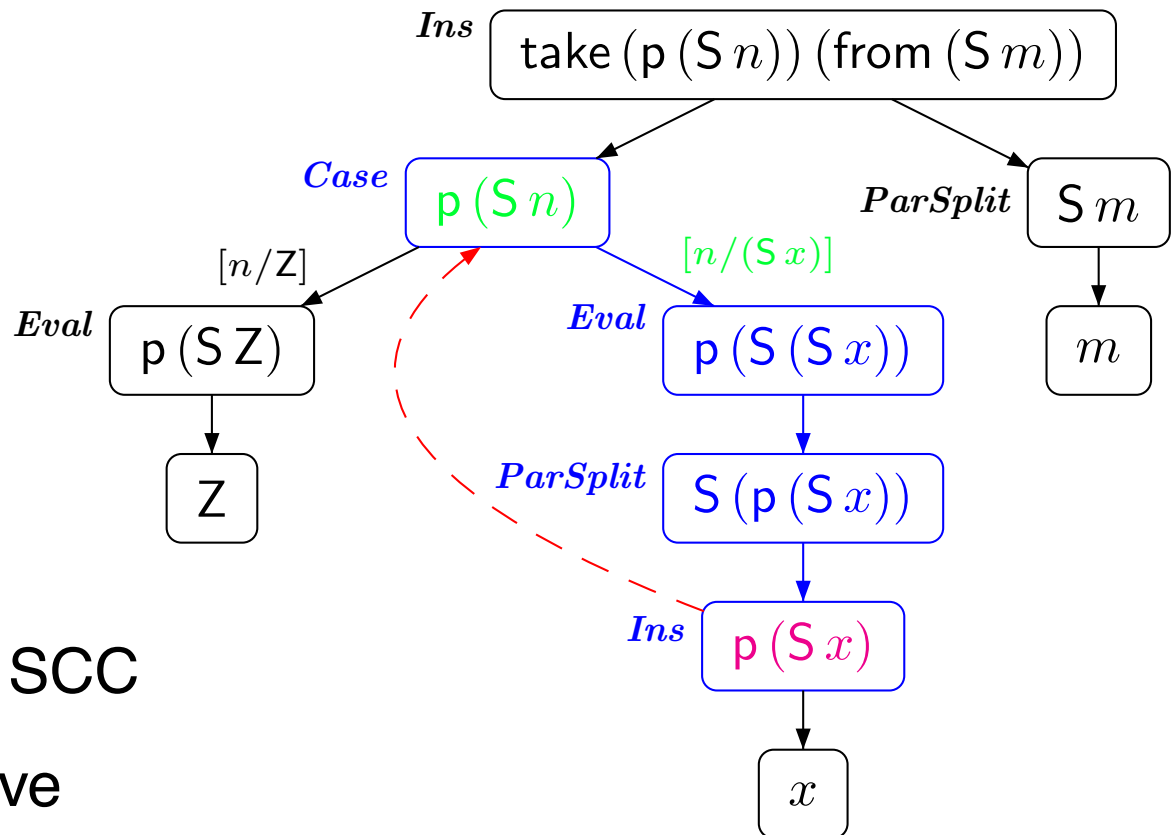 Ins
take (p (S n)) (from (S m))
Case
p (S n)
ParSplit
S m
[n/Z]
[n/(S x)]
Eval
p (S Z)
Eval
p (S (S x))
m
Z
ParSplit
S (p (S x))
Ins
p (S x)
SCC
ve
x